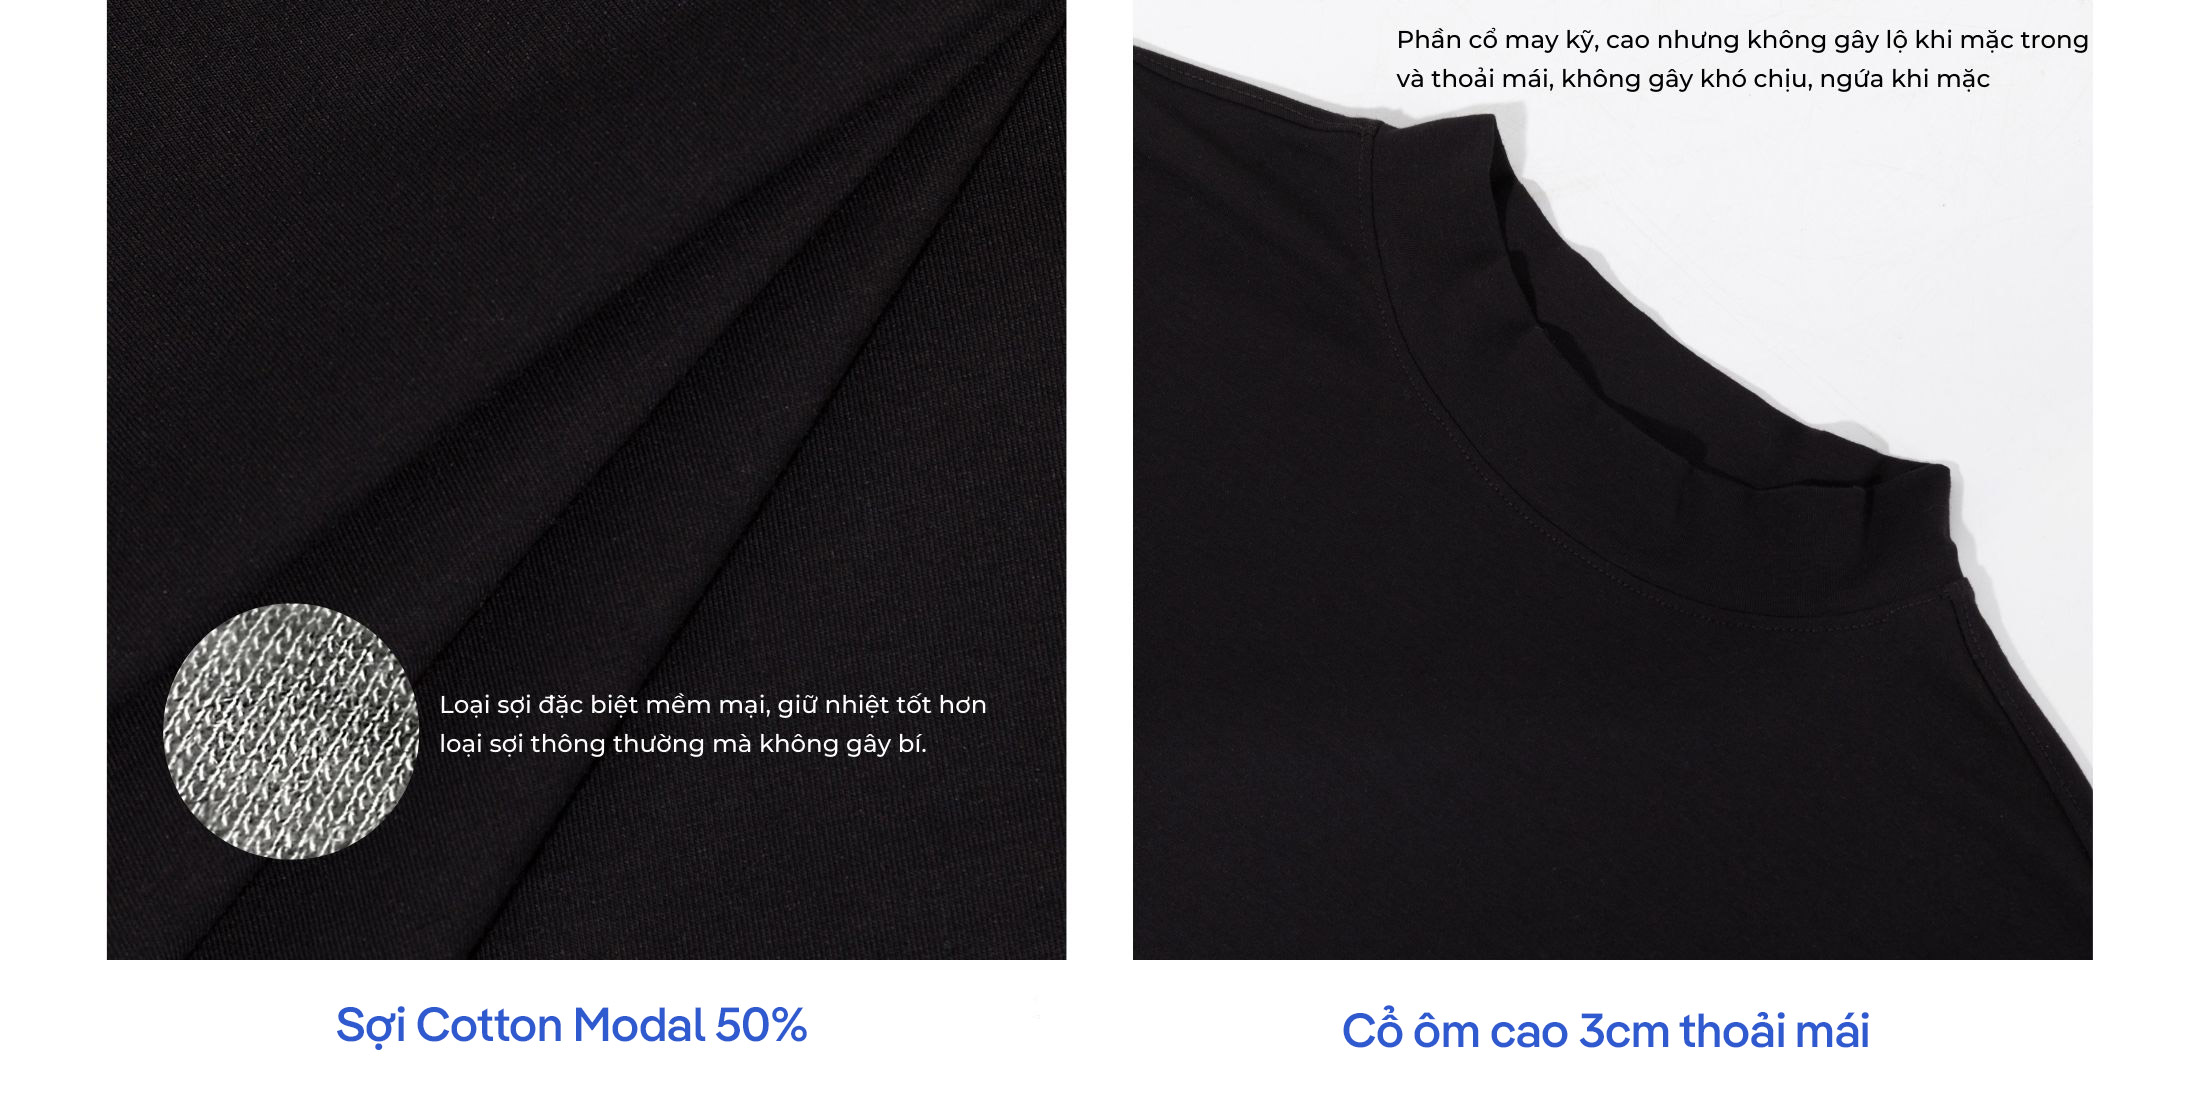 Loại sợi đặc biệt mềm mại, giữ nhiệt tốt hơn
loại sợi thông thường mà không gây bí.
Sợi Cotton Modal 50%
Phần cổ may kỹ, cao nhưng không gây lộ khi mặc trong
và thoải mái, không gây khó chịu, ngứa khi mặc
Cổ ôm cao 3cm thoải mái